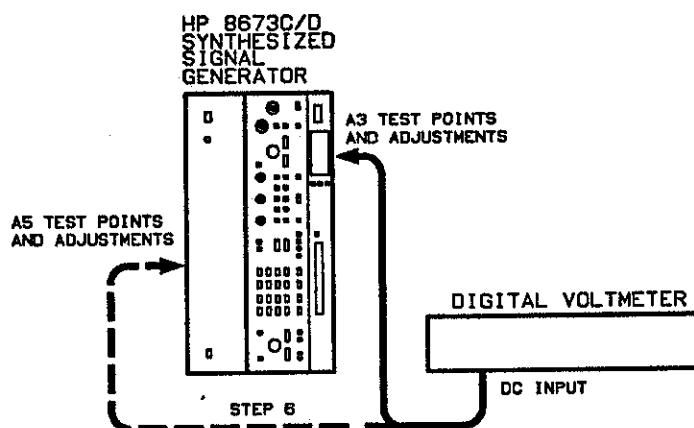 HP 8673C/D
SYNTHESIZED
SIGNAL
GENERATOR
A3 TEST POINTS
AND ADJUSTMENTS
A5 TEST POINTS
AND ADJUSTMENTS
DIGITAL VOLTMETER
DC INPUT
STEP 6